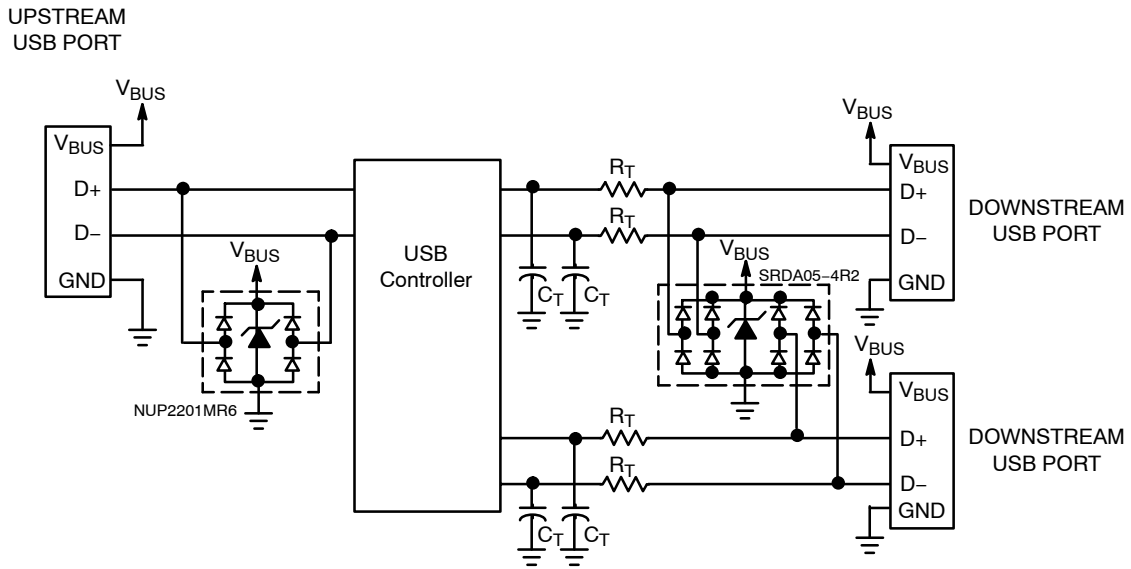 UPSTREAM
USB PORT
VBUS
VBUS
D+
D−
GND
VBUS
NUP2201MR6
USB
Controller
RT
RT
CT
CT
VBUS
SRDA05−4R2
VBUS
VBUS
D+
D−
GND
DOWNSTREAM
USB PORT
RT
RT
CT
CT
VBUS
VBUS
D+
D−
GND
DOWNSTREAM
USB PORT